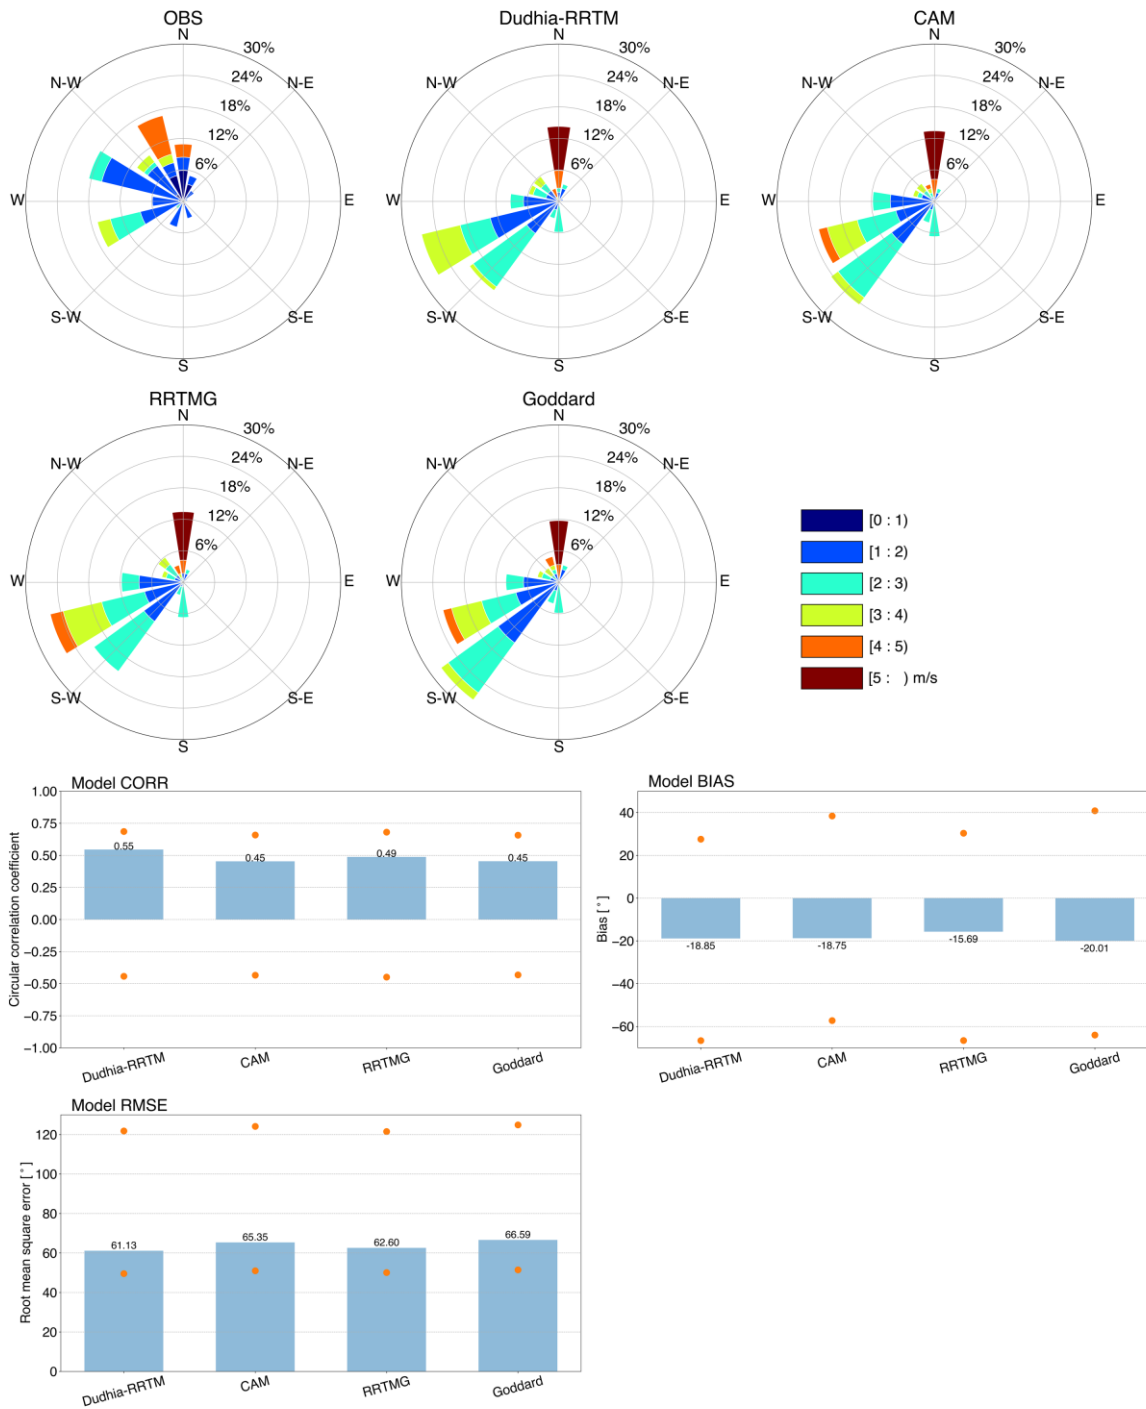 OBS
N
30%
24%
18%
12%
6%
N-W
N-E
W
E
S-W
S-E
S
Dudhia-RRTM
N
30%
24%
18%
12%
6%
N-W
N-E
W
E
S-W
S-E
S
CAM
N
30%
24%
18%
12%
6%
N-W
N-E
W
E
S-W
S-E
S
RRTMG
N
30%
24%
18%
12%
6%
N-W
N-E
W
E
S-W
S-E
S
Goddard
N
30%
24%
18%
12%
6%
N-W
N-E
W
E
S-W
S-E
S
[0 : 1)
[1 : 2)
[2 : 3)
[3 : 4)
[4 : 5)
[5 : ) m/s
Model CORR
Circular correlation coefficient
1.00
0.75
0.50
0.25
0.00
−0.25
−0.50
−0.75
−1.00
0.55
0.45
0.49
0.45
Dudhia-RRTM
CAM
RRTMG
Goddard
Model BIAS
Bias [ ° ]
40
20
0
−20
−40
−60
-18.85
-18.75
-15.69
-20.01
Dudhia-RRTM
CAM
RRTMG
Goddard
Model RMSE
Root mean square error [ ° ]
120
100
80
60
40
20
0
61.13
65.35
62.60
66.59
Dudhia-RRTM
CAM
RRTMG
Goddard